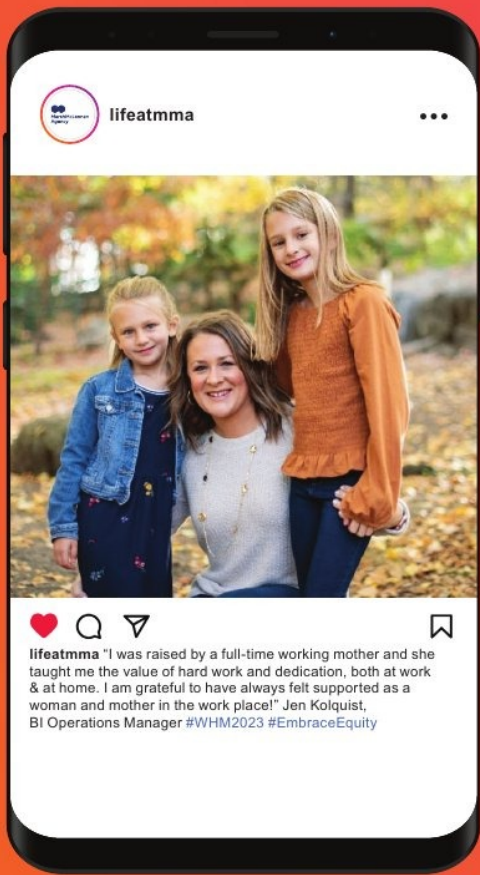 MarshMcLennan
Agency
lifeatmma
lifeatmma "I was raised by a full-time working mother and she
taught me the value of hard work and dedication, both at work
& at home. I am grateful to have always felt supported as a
woman and mother in the work place!" Jen Kolquist,
BI Operations Manager #WHM2023 #EmbraceEquity